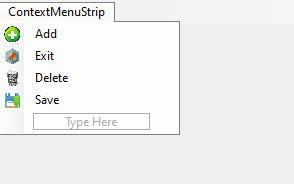 ContextMenuStrip
Add
Exit
Delete
Save
Type Here